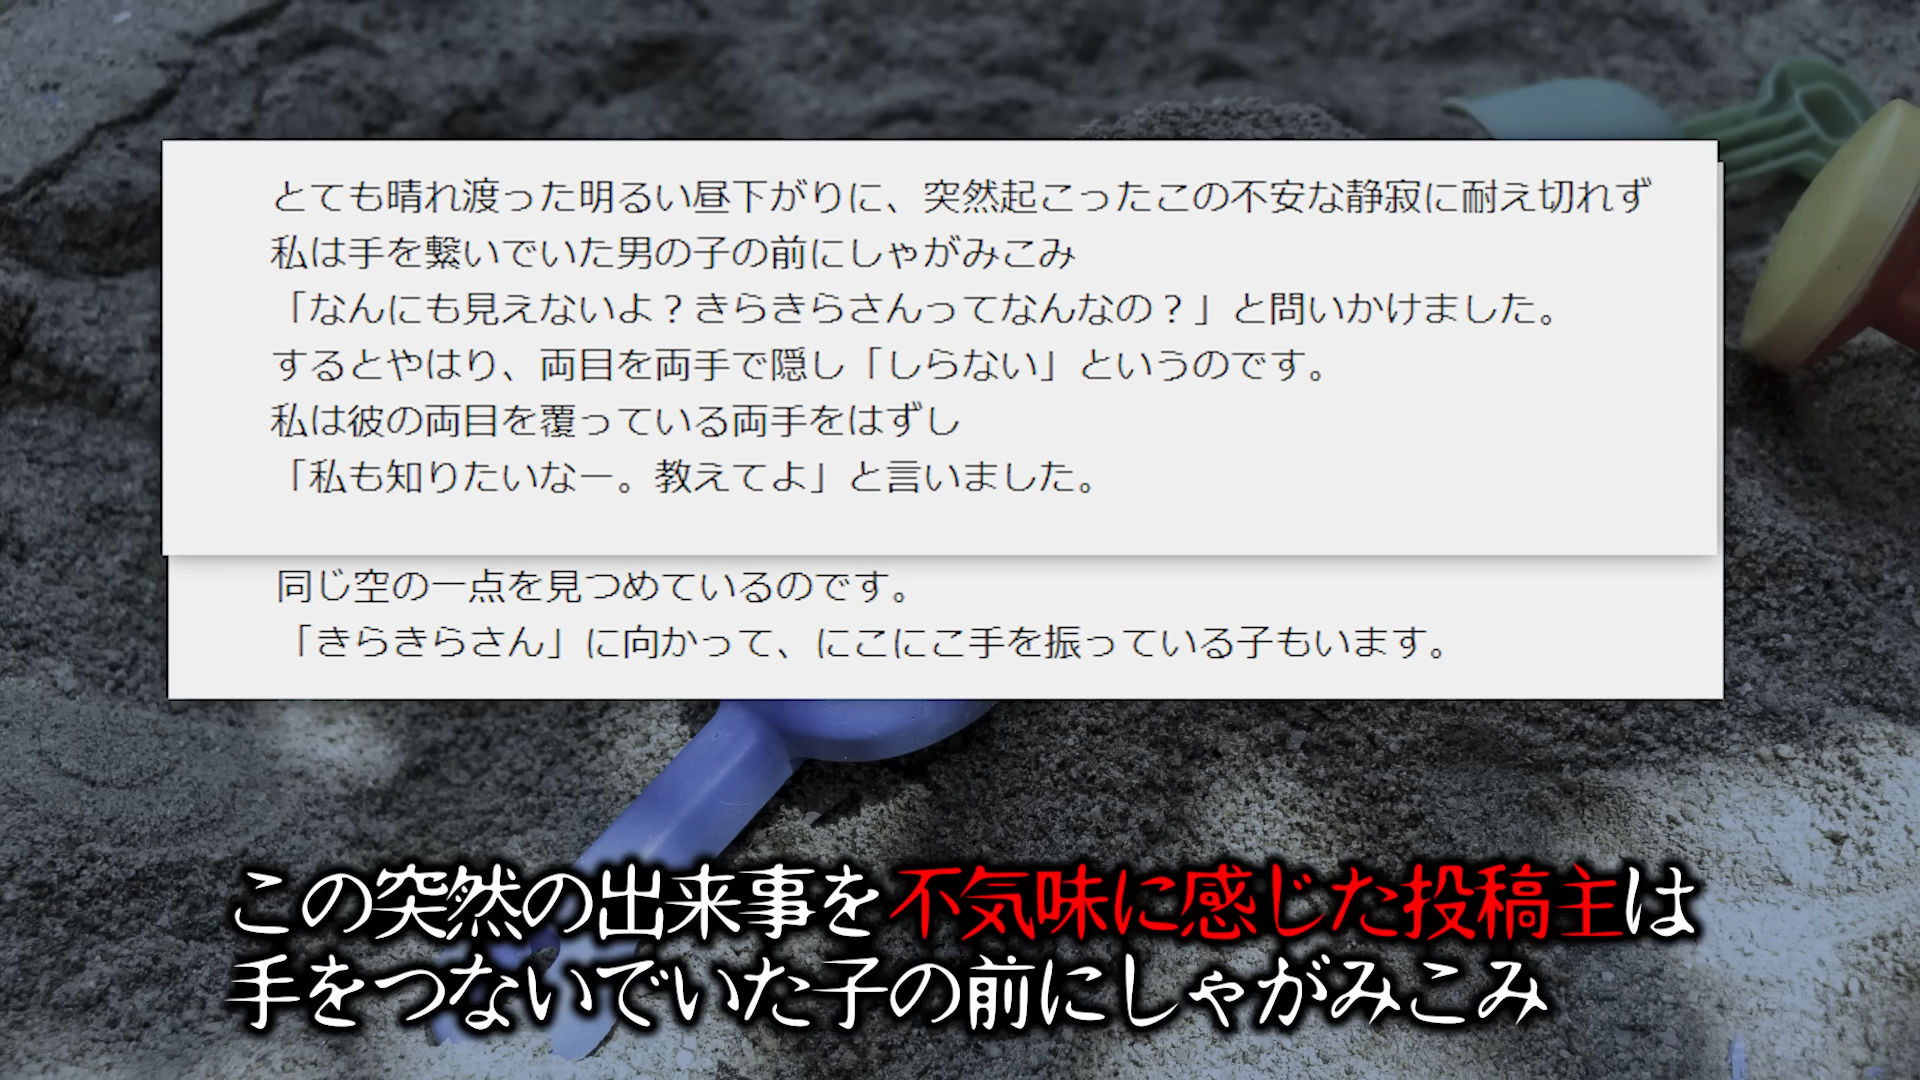 とても晴れ渡った明るい昼下がりに、突然起こったこの不安な静寂に耐え切れず
私は手を繋いでいた男の子の前にしゃがみこみ
「なんにも見えないよ？きらきらさんってなんなの？」と問いかけました。
するとやはり、両目を両手で隠し「しらない」というのです。
私は彼の両目を覆っている両手をはずし
「私も知りたいなー。教えてよ」と言いました。
同じ空の一点を見つめているのです。
「きらきらさん」に向かって、にこにこ手を振っている子もいます。
この突然の出来事を不気味に感じた投稿主は
手をつないでいた子の前にしゃがみこみ